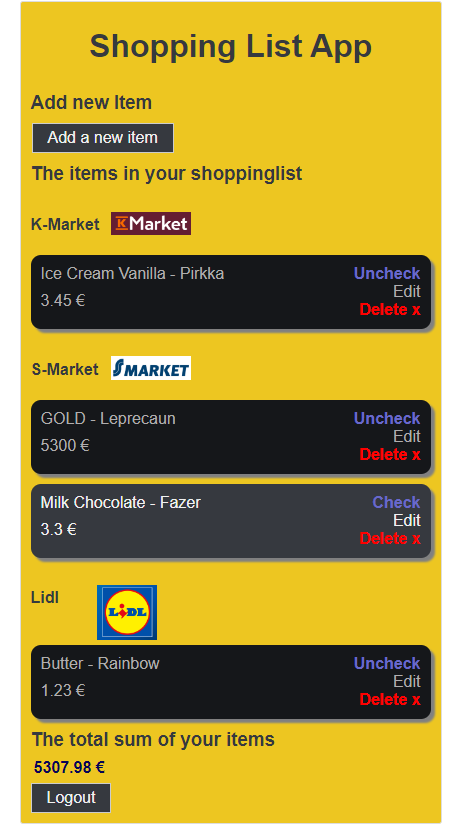 Shopping List App
Add new Item
Add a new item
The items in your shoppinglist
K-Market K Market
Ice Cream Vanilla - Pirkka Uncheck
Edit
3.45 €
Delete x
S-Market S MARKET
GOLD - Leprecaun Uncheck
Edit
5300 €
Delete x
Milk Chocolate - Fazer Check
Edit
3.3 €
Delete x
Lidl LIDL
Butter - Rainbow Uncheck
Edit
1.23 €
Delete x
The total sum of your items
5307.98 €
Logout